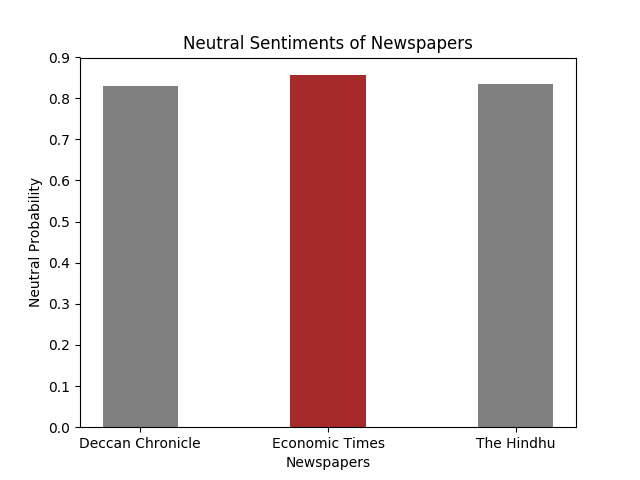 Neutral Sentiments of Newspapers
0.9
0.8
0.7
0.6
0.5
0.4
0.3
0.2
0.1
0.0
Neutral Probability
Deccan Chronicle Economic Times The Hindhu
Newspapers